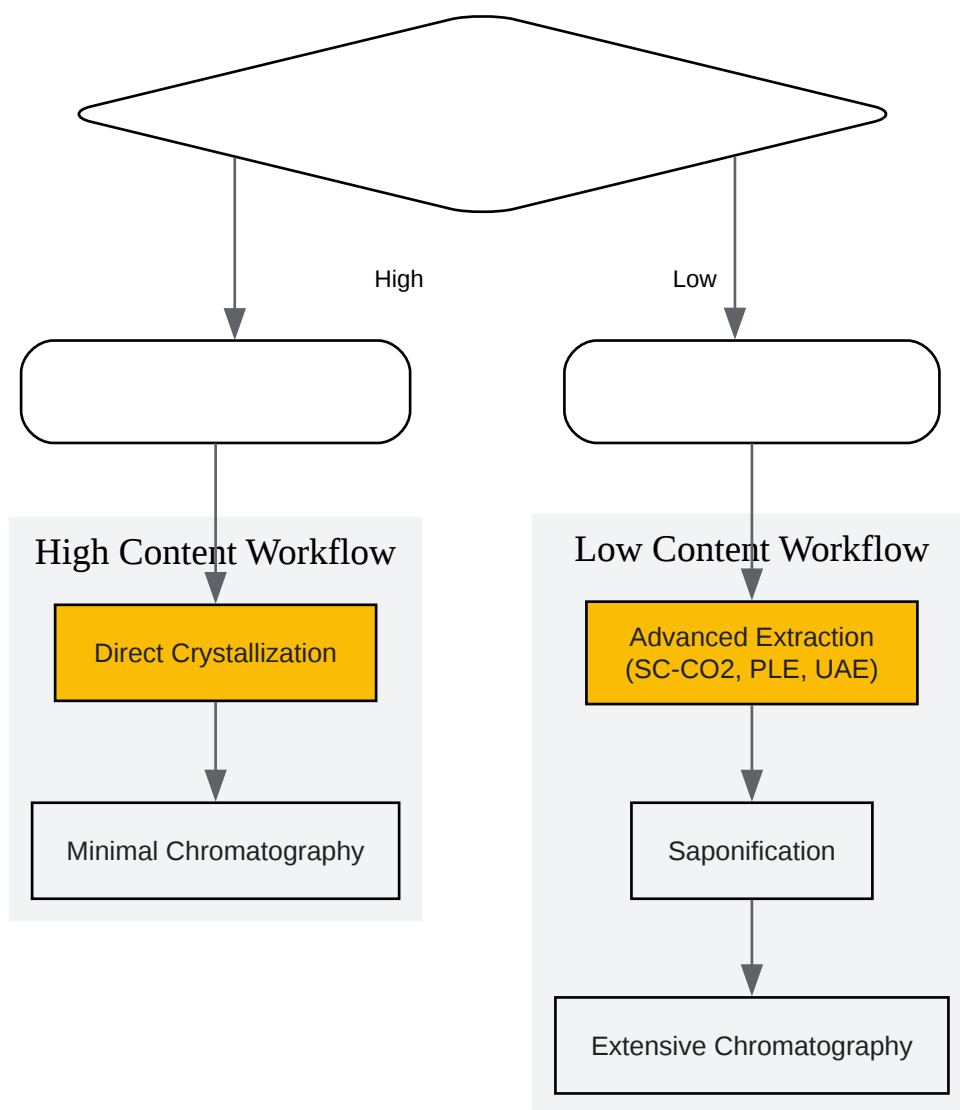 High
Low
High Content Workflow
Direct Crystallization
Minimal Chromatography
Low Content Workflow
Advanced Extraction
(SC-CO2, PLE, UAE)
Saponification
Extensive Chromatography